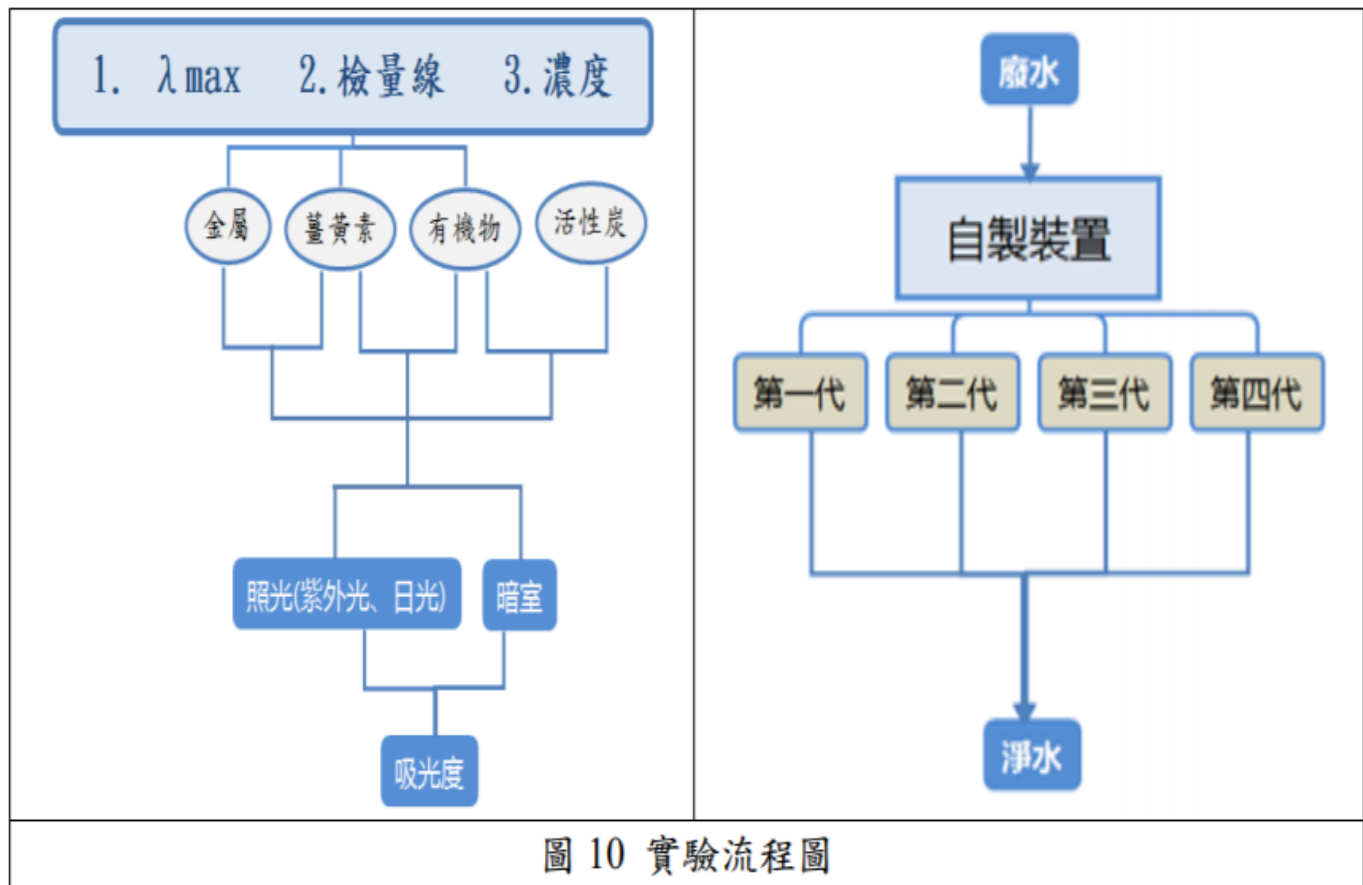 1. λmax 2.檢量線 3.濃度
金屬
薑黃素
有機物
活性炭
照光(紫外光、日光)
暗室
吸光度
廢水
自製裝置
第一代
第二代
第三代
第四代
淨水
圖 10 實驗流程圖